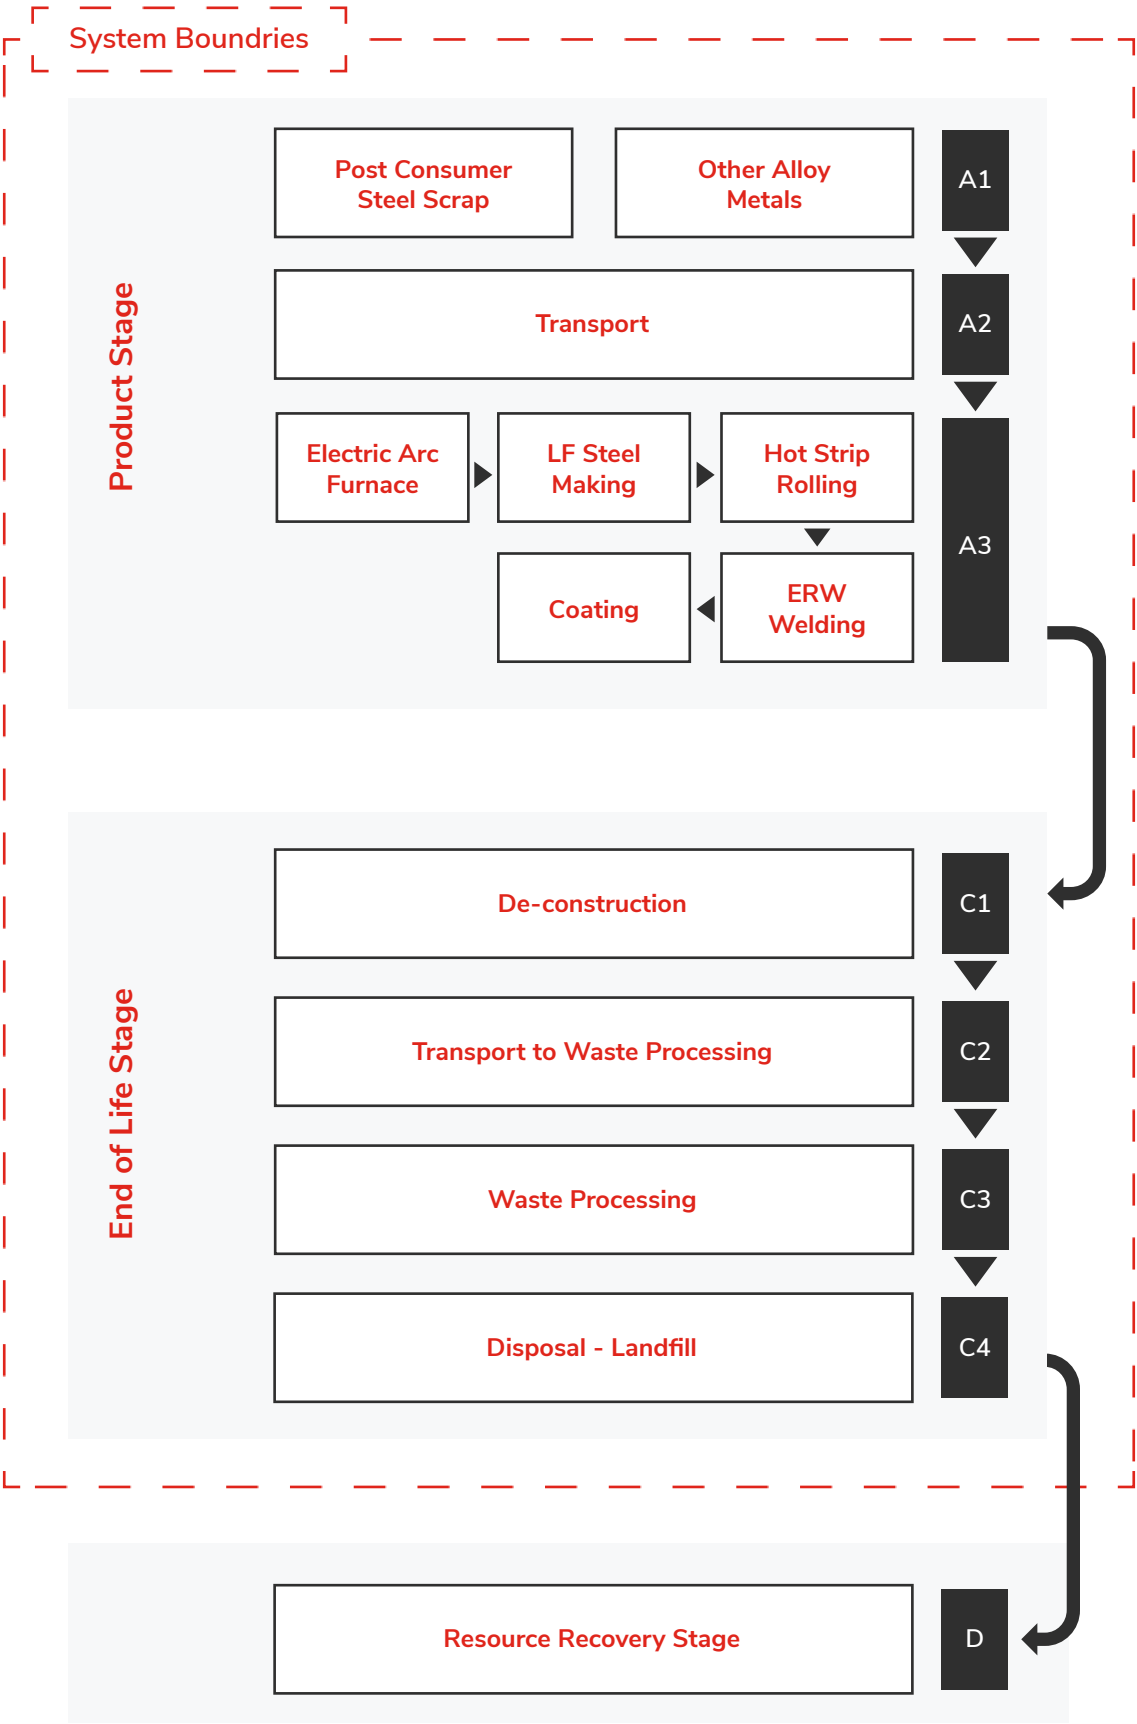 System Boundries
Post Consumer
Steel Scrap
Other Alloy
Metals
A1
Product Stage
Transport
A2
Electric Arc
Furnace
LF Steel
Making
Hot Strip
Rolling
A3
Coating
ERW
Welding
End of Life Stage
De-construction
C1
Transport to Waste Processing
C2
Waste Processing
C3
Disposal - Landfill
C4
Resource Recovery Stage
D